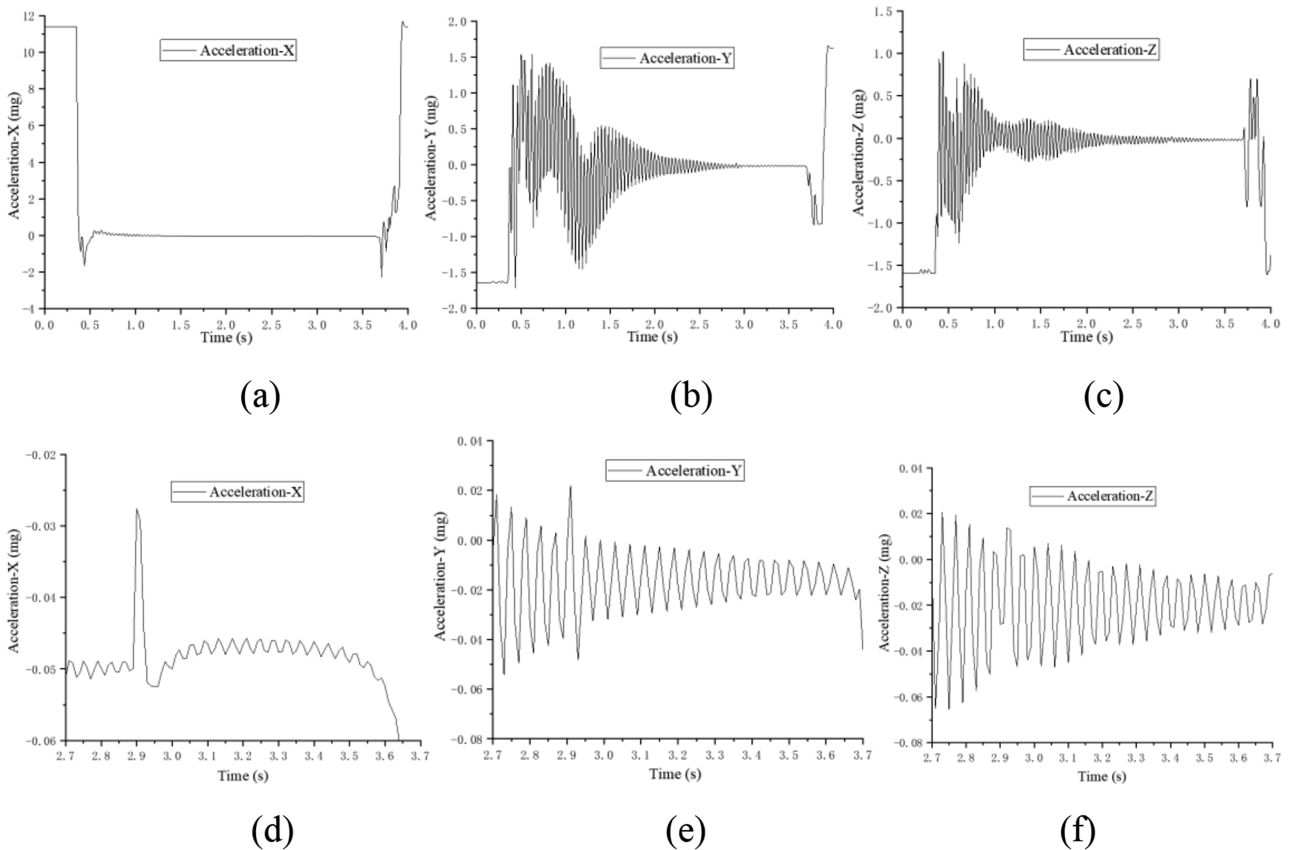 Acceleration-X
Acceleration-X (mg)
12
10
8
6
4
2
0
-2
-4
0.0 0.5 1.0 1.5 2.0 2.5 3.0 3.5 4.0
Time (s)
(a)
Acceleration-Y
Acceleration-Y (mg)
2.0
1.5
1.0
0.5
0.0
-0.5
-1.0
-1.5
-2.0
0.0 0.5 1.0 1.5 2.0 2.5 3.0 3.5 4.0
Time (s)
(b)
Acceleration-Z
Acceleration-Z (mg)
1.5
1.0
0.5
0.0
-0.5
-1.0
-1.5
-2.0
0.0 0.5 1.0 1.5 2.0 2.5 3.0 3.5 4.0
Time (s)
(c)
Acceleration-X
Acceleration-X (mg)
-0.02
-0.03
-0.04
-0.05
-0.06
2.7 2.8 2.9 3.0 3.1 3.2 3.3 3.4 3.5 3.6 3.7
Time (s)
(d)
Acceleration-Y
Acceleration-Y (mg)
0.04
0.02
0.00
-0.02
-0.04
-0.06
-0.08
2.7 2.8 2.9 3.0 3.1 3.2 3.3 3.4 3.5 3.6 3.7
Time (s)
(e)
Acceleration-Z
Acceleration-Z (mg)
0.04
0.02
0.00
-0.02
-0.04
-0.06
-0.08
2.7 2.8 2.9 3.0 3.1 3.2 3.3 3.4 3.5 3.6 3.7
Time (s)
(f)